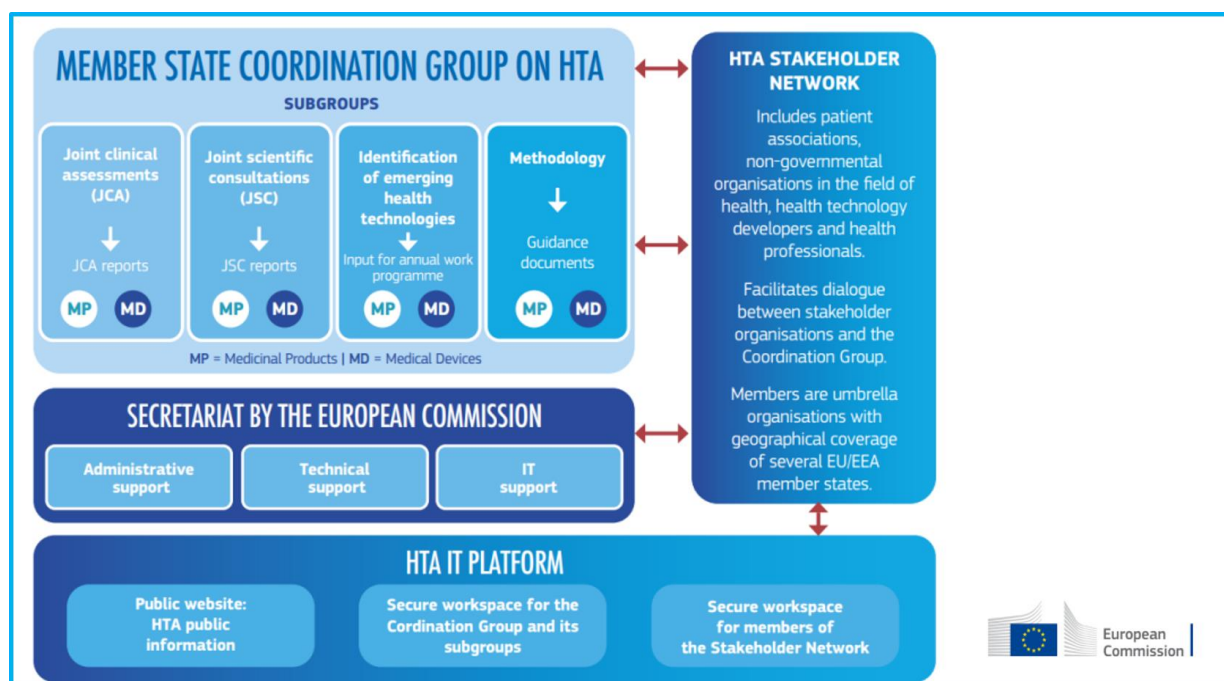 MEMBER STATE COORDINATION GROUP ON HTA
SUBGROUPS
Joint clinical
assessments
(JCA)
JCA reports
MP MD
Joint scientific
consultations
(JSC)
JSC reports
MP MD
Identification
of emerging
health
technologies
Input for annual work
programme
MP MD
Methodology
Guidance
documents
MP MD
MP = Medicinal Products | MD = Medical Devices
HTA STAKEHOLDER
NETWORK
Includes patient
associations,
non-governmental
organisations in the field of
health, health technology
developers and health
professionals.
Facilitates dialogue
between stakeholder
organisations and the
Coordination Group.
Members are umbrella
organisations with
geographical coverage
of several EU/EEA
member states.
SECRETARIAT BY THE EUROPEAN COMMISSION
Administrative
support
Technical
support
IT
support
HTA IT PLATFORM
Public website:
HTA public
information
Secure workspace for the
Cordination Group and its
subgroups
Secure workspace
for members of
the Stakeholder Network
European
Commission